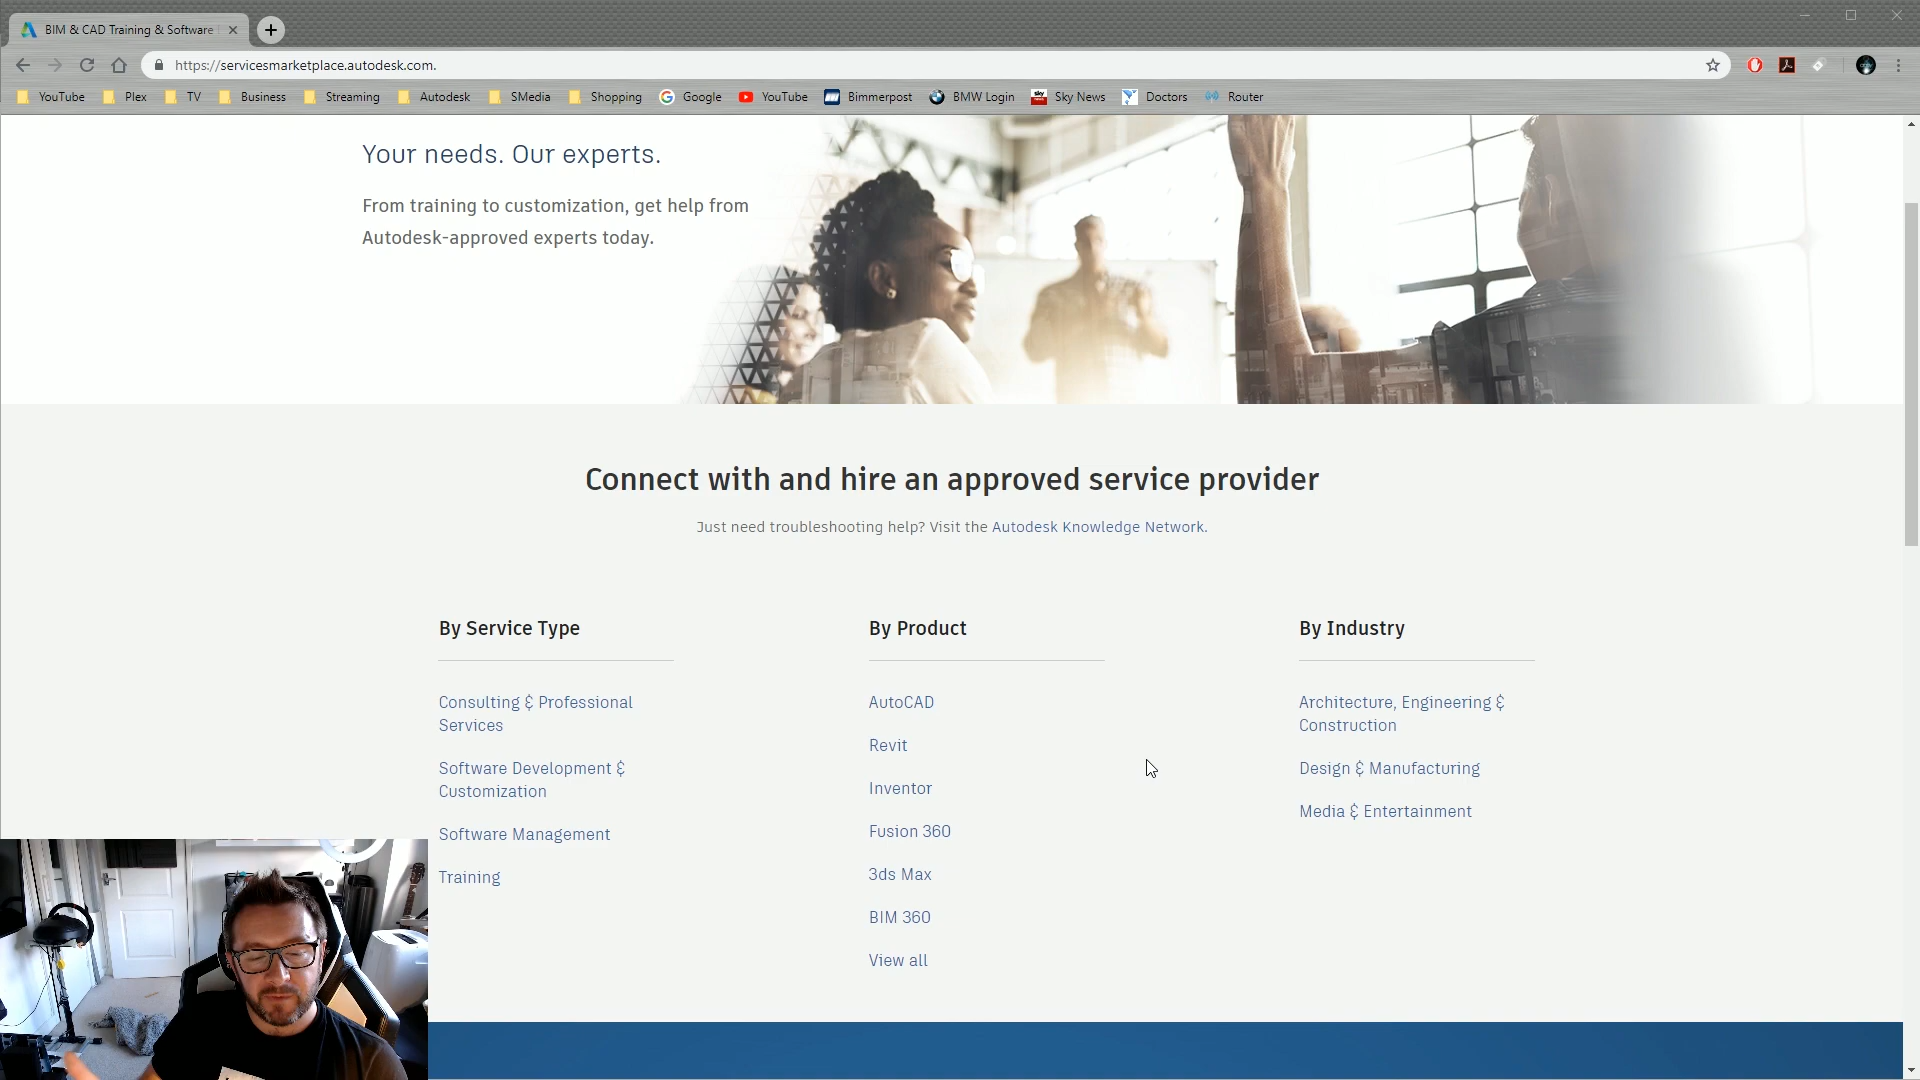 BIM & CAD Training & Software
https://servicesmarketplace.autodesk.com.
YouTube Plex TV Business Streaming Autodesk SMedia Shopping Google YouTube Bimmerpost BMW Login Sky News Doctors Router
Your needs. Our experts.
From training to customization, get help from
Autodesk-approved experts today.
Connect with and hire an approved service provider
Just need troubleshooting help? Visit the Autodesk Knowledge Network.
By Service Type
Consulting & Professional
Services
Software Development &
Customization
Software Management
Training
By Product
AutoCAD
Revit
Inventor
Fusion 360
3ds Max
BIM 360
View all
By Industry
Architecture, Engineering &
Construction
Design & Manufacturing
Media & Entertainment